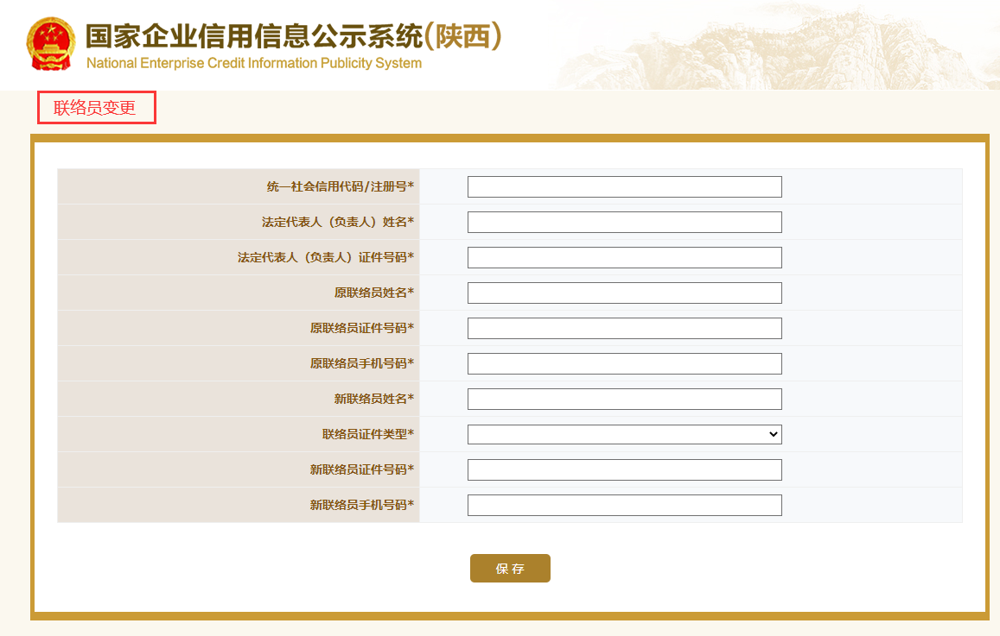 国家企业信用信息公示系统(陕西)
National Enterprise Credit Information Publicity System
联络员变更
统一社会信用代码/注册号*
法定代表人（负责人）姓名*
法定代表人（负责人）证件号码*
原联络员姓名*
原联络员证件号码*
原联络员手机号码*
新联络员姓名*
联络员证件类型*
新联络员证件号码*
新联络员手机号码*
保 存